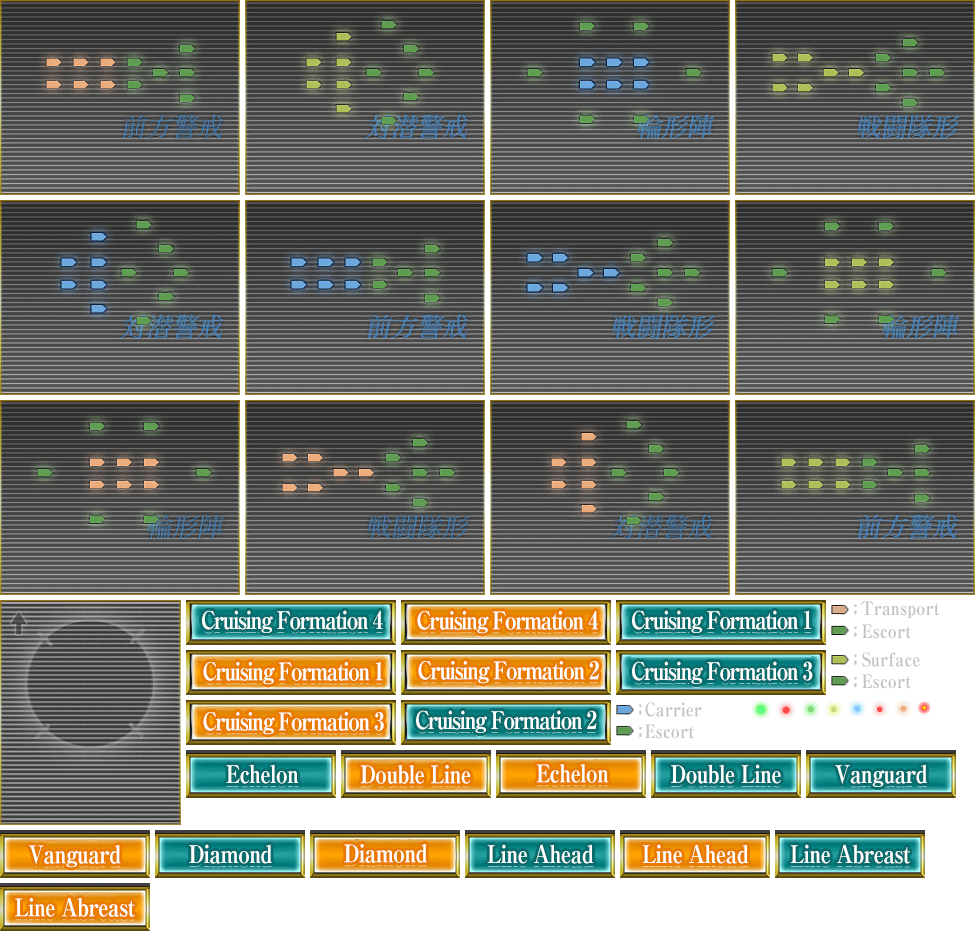 前方警戒
対潜警戒
輪形陣
戦闘隊形
対潜警戒
前方警戒
戦闘隊形
輪形陣
輪形陣
戦闘隊形
対潜警戒
前方警戒
Cruising Formation 4
Cruising Formation 4
Cruising Formation 1
: Transport
: Escort
Cruising Formation 1
Cruising Formation 2
Cruising Formation 3
: Surface
: Escort
Cruising Formation 3
Cruising Formation 2
: Carrier
: Escort
Echelon
Double Line
Echelon
Double Line
Vanguard
Vanguard
Diamond
Diamond
Line Ahead
Line Ahead
Line Abreast
Line Abreast